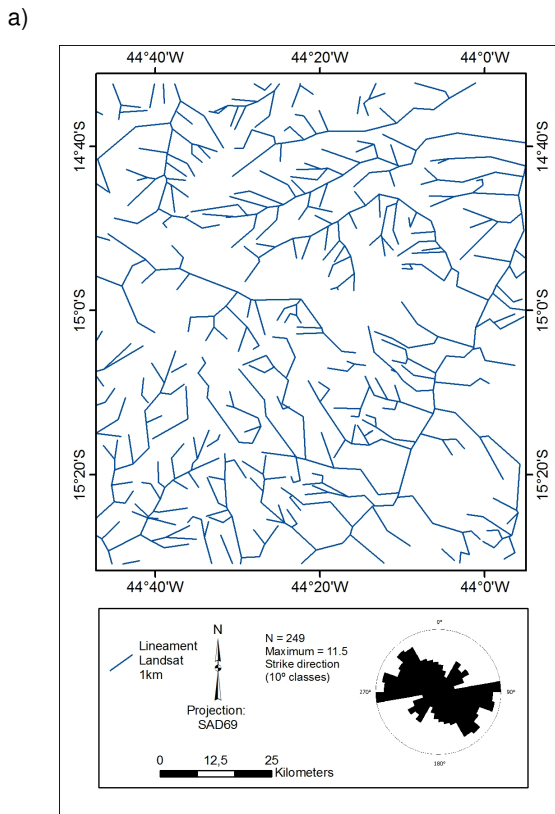 a)
44°40'W 44°20'W 44°0'W
14°40'S 14°40'S
15°0'S 15°0'S
15°20'S 15°20'S
44°40'W 44°20'W 44°0'W
Lineament
Landsat
1km
N
Projection:
SAD69
N = 249
Maximum = 11.5
Strike direction
(10º classes)
0°
270°
90°
180°
0 12,5 25
Kilometers